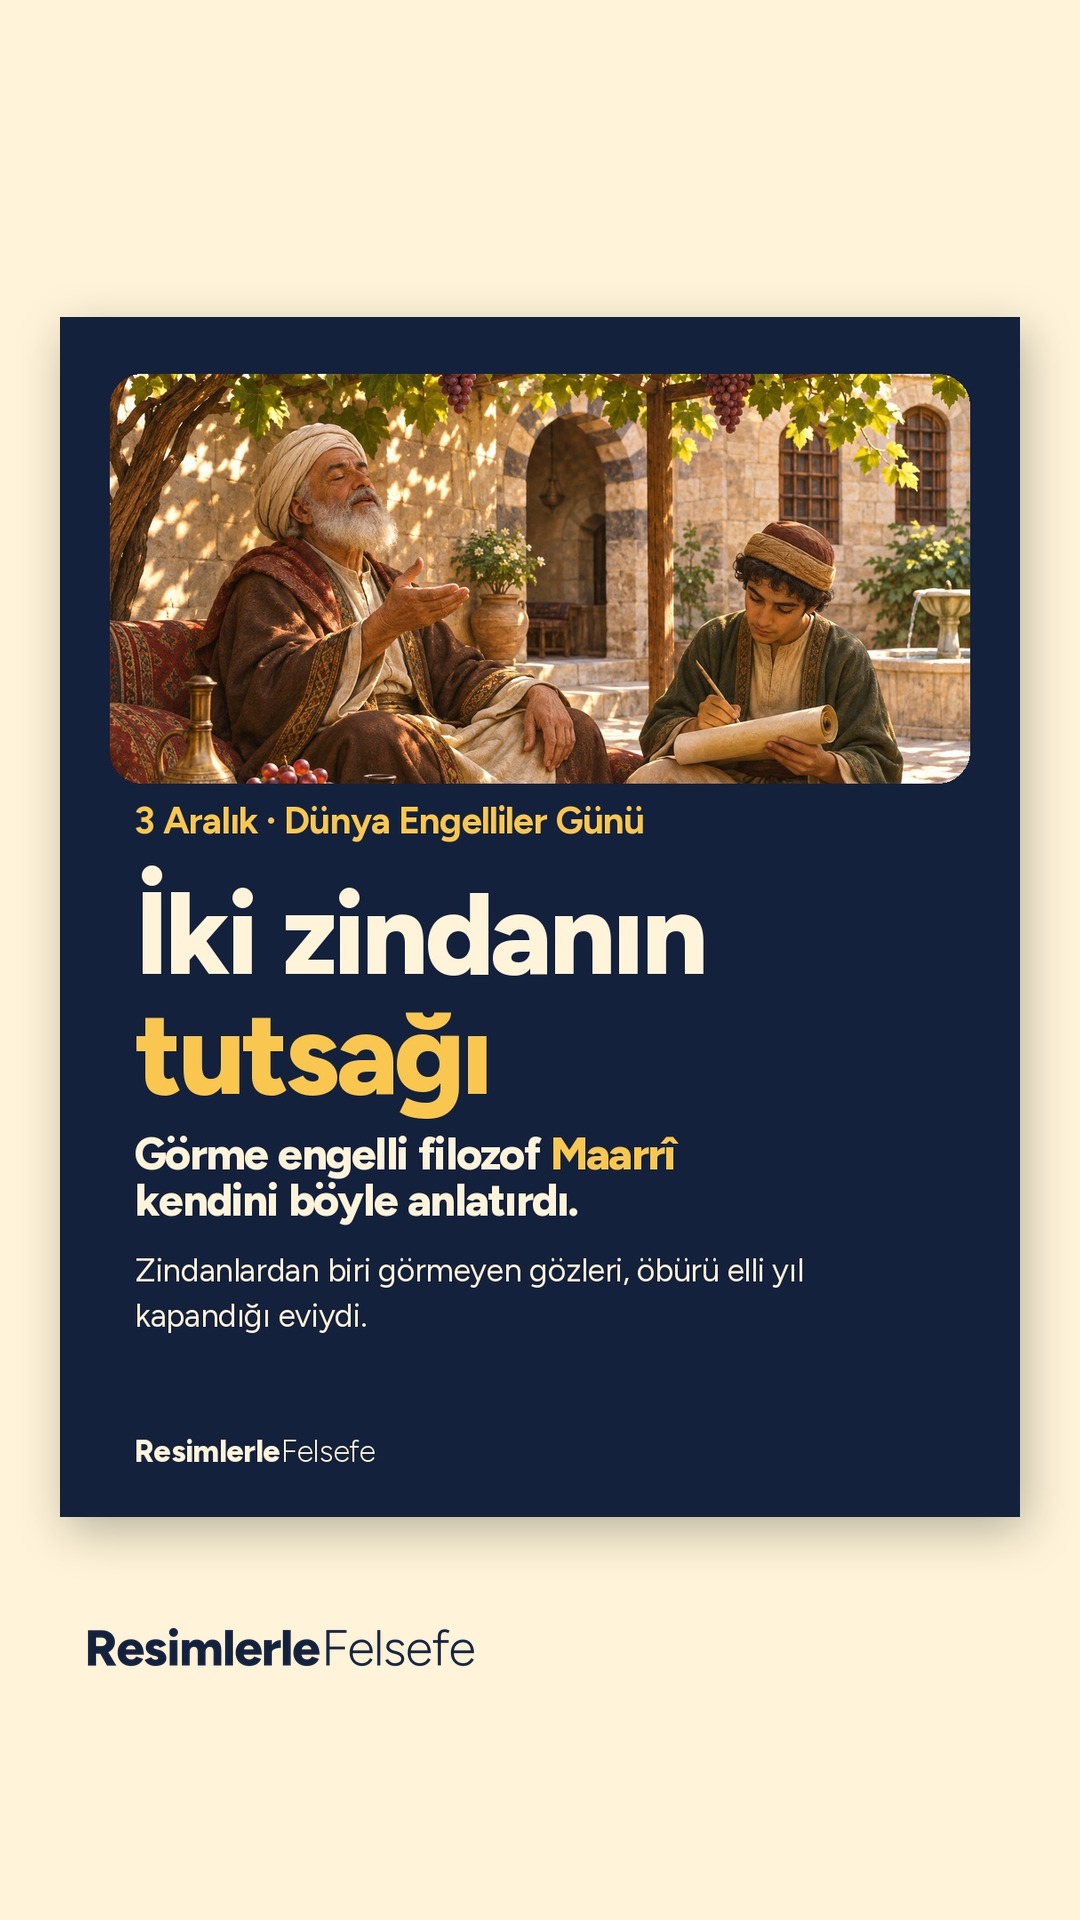 3 Aralık · Dünya Engelliler Günü
İki zindanın
tutsağı
Görme engelli filozof Maarrî
kendini böyle anlatırdı.
Zindanlardan biri görmeyen gözleri, öbürü elli yıl
kapandığı eviydi.
ResimlerleFelsefe
ResimlerleFelsefe